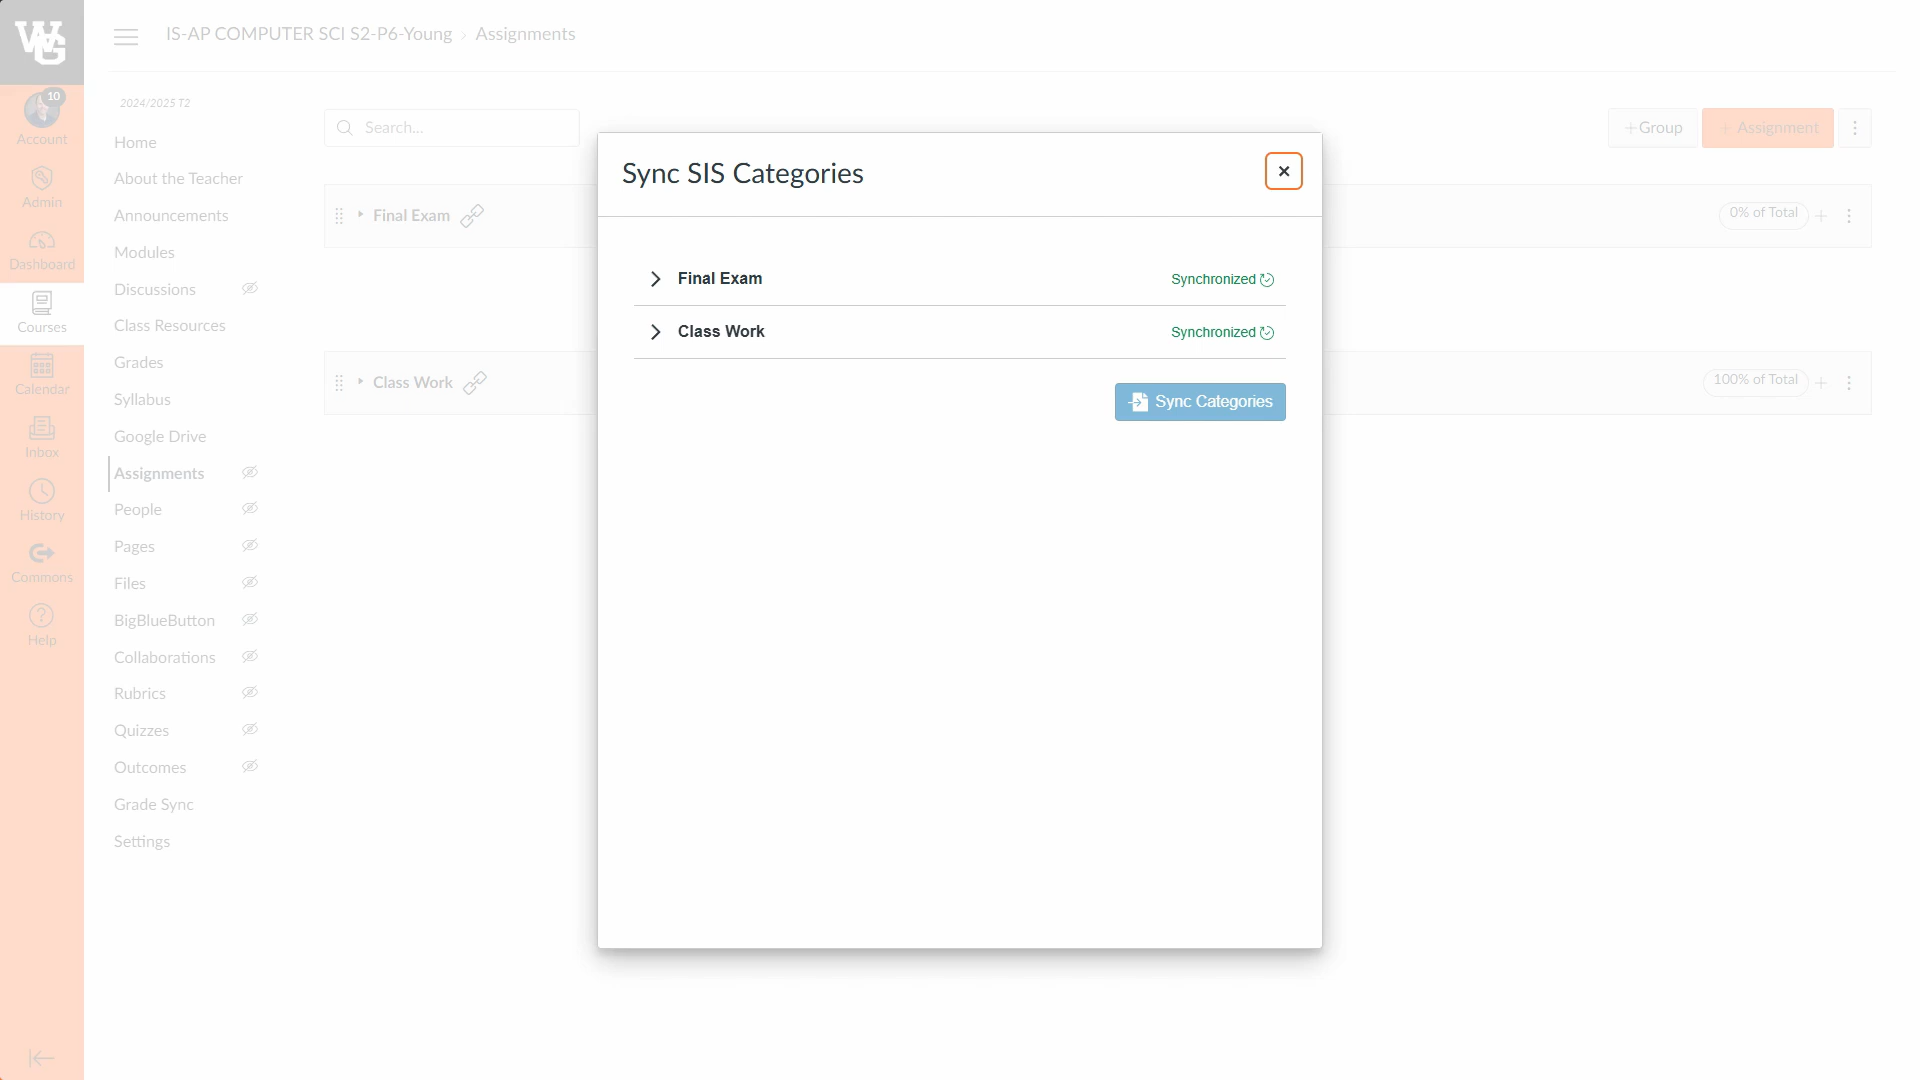 WG
IS-AP COMPUTER SCI S2-P6-Young › Assignments
10
Account
Admin
Dashboard
Courses
Calendar
Inbox
History
Commons
Help
2024/2025 T2
Home
About the Teacher
Announcements
Modules
Discussions
Class Resources
Grades
Syllabus
Google Drive
Assignments
People
Pages
Files
BigBlueButton
Collaborations
Rubrics
Quizzes
Outcomes
Grade Sync
Settings
Search...
+Group
+ Assignment
Final Exam
0% of Total
Class Work
100% of Total
Sync SIS Categories
Final Exam
Synchronized
Class Work
Synchronized
Sync Categories